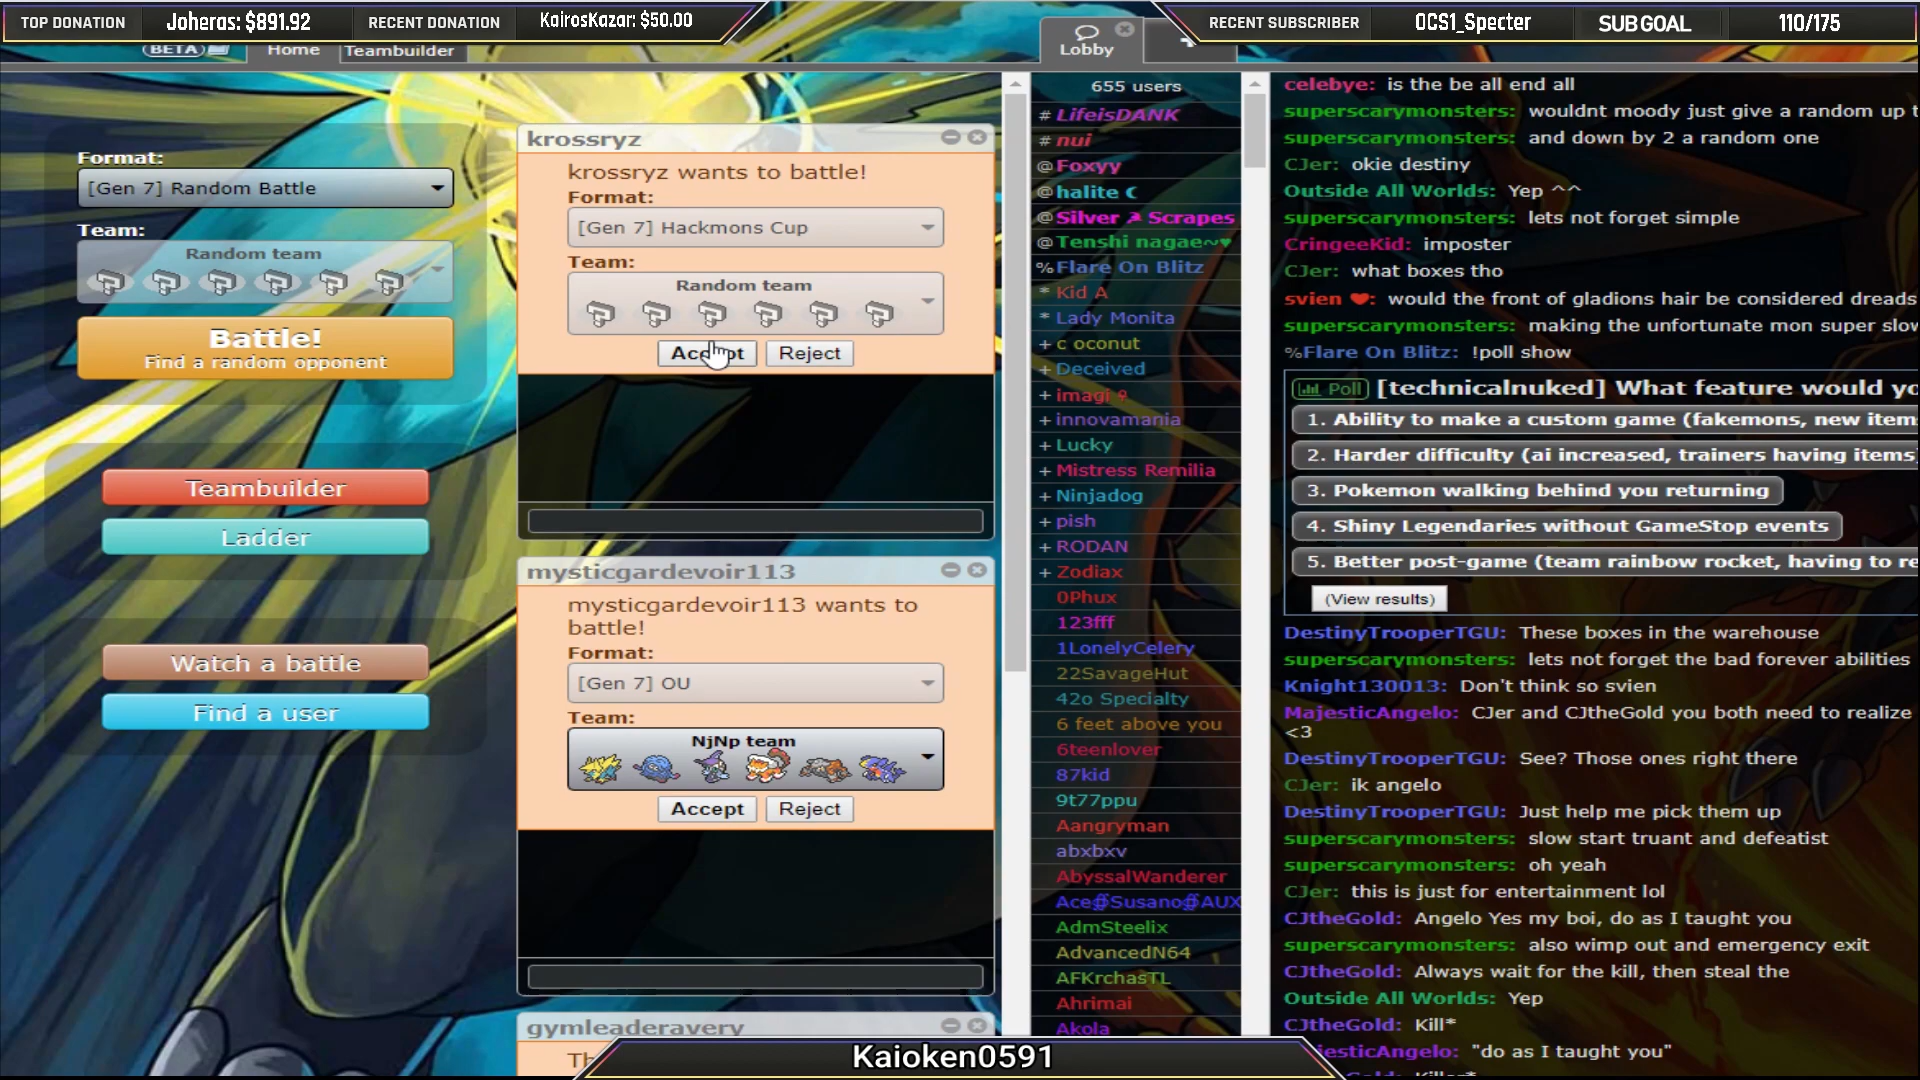 TOP DONATION
Joheras: $891.92
RECENT DONATION
KairosKazar: $50.00
RECENT SUBSCRIBER
OCS1_Specter
SUB GOAL
110/175
(BETA)
Home
Teambuilder
Lobby
Format:
[Gen 7] Random Battle
Team:
Random team
Battle!
Find a random opponent
Teambuilder
Ladder
Watch a battle
Find a user
krossryz
krossryz wants to battle!
Format:
[Gen 7] Hackmons Cup
Team:
Random team
Accept
Reject
mysticgardevoir113
mysticgardevoir113 wants to
battle!
Format:
[Gen 7] OU
Team:
NjNp team
Accept
Reject
gymleaderavery
655 users
# LifeisDANK
# nui
@ Foxyy
@ halite ☾
@ Silver ☭ Scrapes
@ Tenshi nagae~♥
% Flare On Blitz
* Kid A
* Lady Monita
+ c oconut
+ Deceived
+ imagi ♀
+ innovamania
+ Lucky
+ Mistress Remilia
+ Ninjadog
+ pish
+ RODAN
+ Zodiax
0Phux
123fff
1LonelyCelery
22SavageHut
42o Specialty
6 feet above you
6teenlover
87kid
9t77ppu
Aangryman
abxbxv
AbyssalWanderer
Ace∯Susano∯AUX
AdmSteelix
AdvancedN64
AFKrchasTL
Ahrimai
Akola
celebye: is the be all end all
superscarymonsters: wouldnt moody just give a random up t
superscarymonsters: and down by 2 a random one
CJer: okie destiny
Outside All Worlds: Yep ^^
superscarymonsters: lets not forget simple
CringeeKid: imposter
CJer: what boxes tho
svien ❤: would the front of gladions hair be considered dreads
superscarymonsters: making the unfortunate mon super slow
%Flare On Blitz: !poll show
Poll [technicalnuked] What feature would yo
1. Ability to make a custom game (fakemons, new item
2. Harder difficulty (ai increased, trainers having items
3. Pokemon walking behind you returning
4. Shiny Legendaries without GameStop events
5. Better post-game (team rainbow rocket, having to re
(View results)
DestinyTrooperTGU: These boxes in the warehouse
superscarymonsters: lets not forget the bad forever abilities
Knight130013: Don't think so svien
MajesticAngelo: CJer and CJtheGold you both need to realize
<3
DestinyTrooperTGU: See? Those ones right there
CJer: ik angelo
DestinyTrooperTGU: Just help me pick them up
superscarymonsters: slow start truant and defeatist
superscarymonsters: oh yeah
CJer: this is just for entertainment lol
CJtheGold: Angelo Yes my boi, do as I taught you
superscarymonsters: also wimp out and emergency exit
CJtheGold: Always wait for the kill, then steal the
Outside All Worlds: Yep
CJtheGold: Kill*
jesticAngelo: "do as I taught you"
Kaioken0591